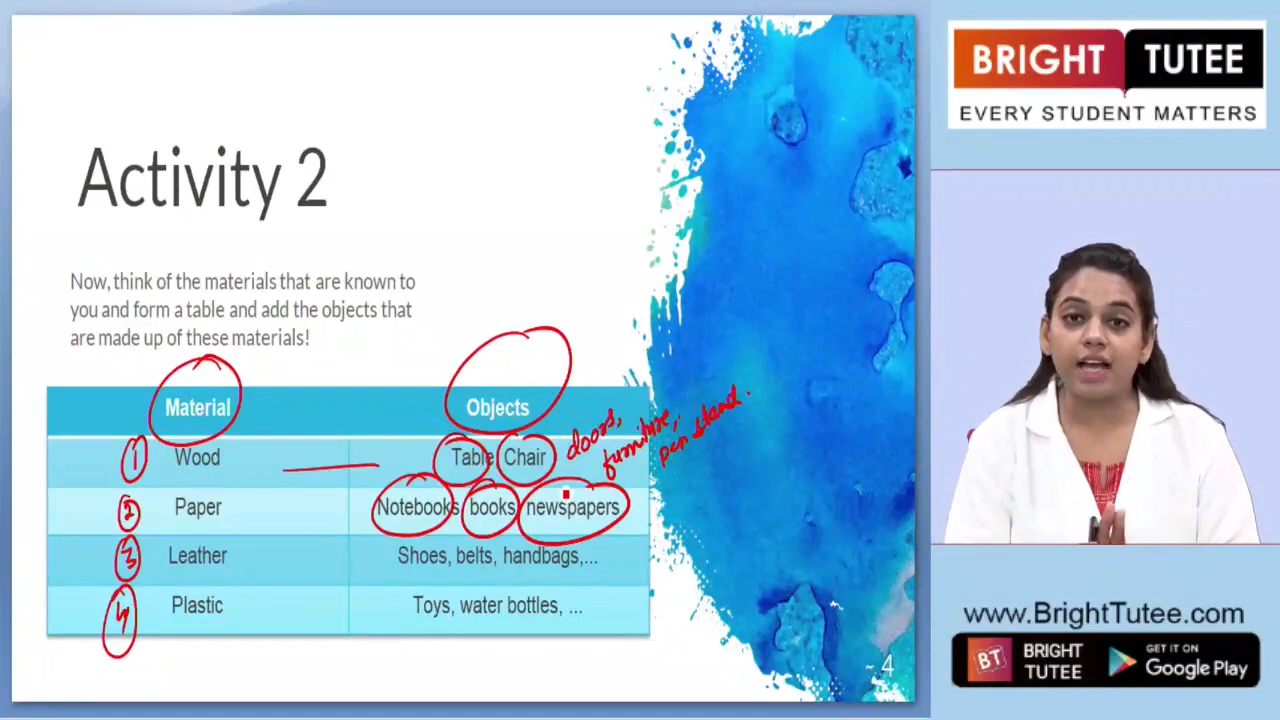 Activity 2
Now, think of the materials that are known to
you and form a table and add the objects that
are made up of these materials!
Material Objects
1 Wood Table Chair doors, furniture, pen stand.
2 Paper Notebooks books newspapers
3 Leather Shoes, belts, handbags,...
4 Plastic Toys, water bottles, ...
~ 4
BRIGHT TUTEE
EVERY STUDENT MATTERS
www.BrightTutee.com
BT BRIGHT TUTEE
GET IT ON
Google Play